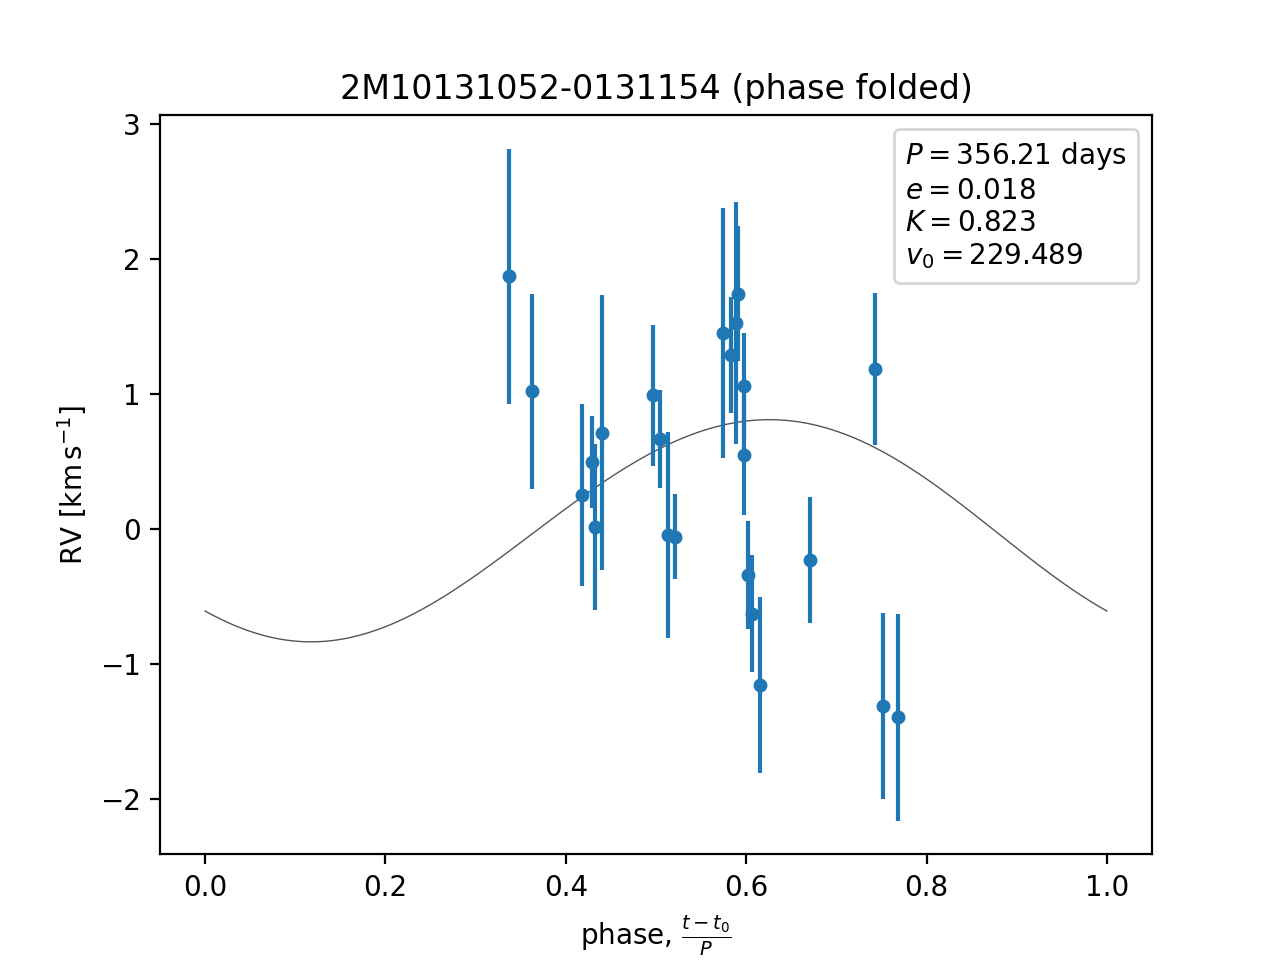 2M10131052-0131154 (phase folded)
P = 356.21 days
e = 0.018
K = 0.823
v₀ = 229.489
3
2
1
0
−1
−2
RV [km s⁻¹]
0.0 0.2 0.4 0.6 0.8 1.0
phase, (t − t₀)/P